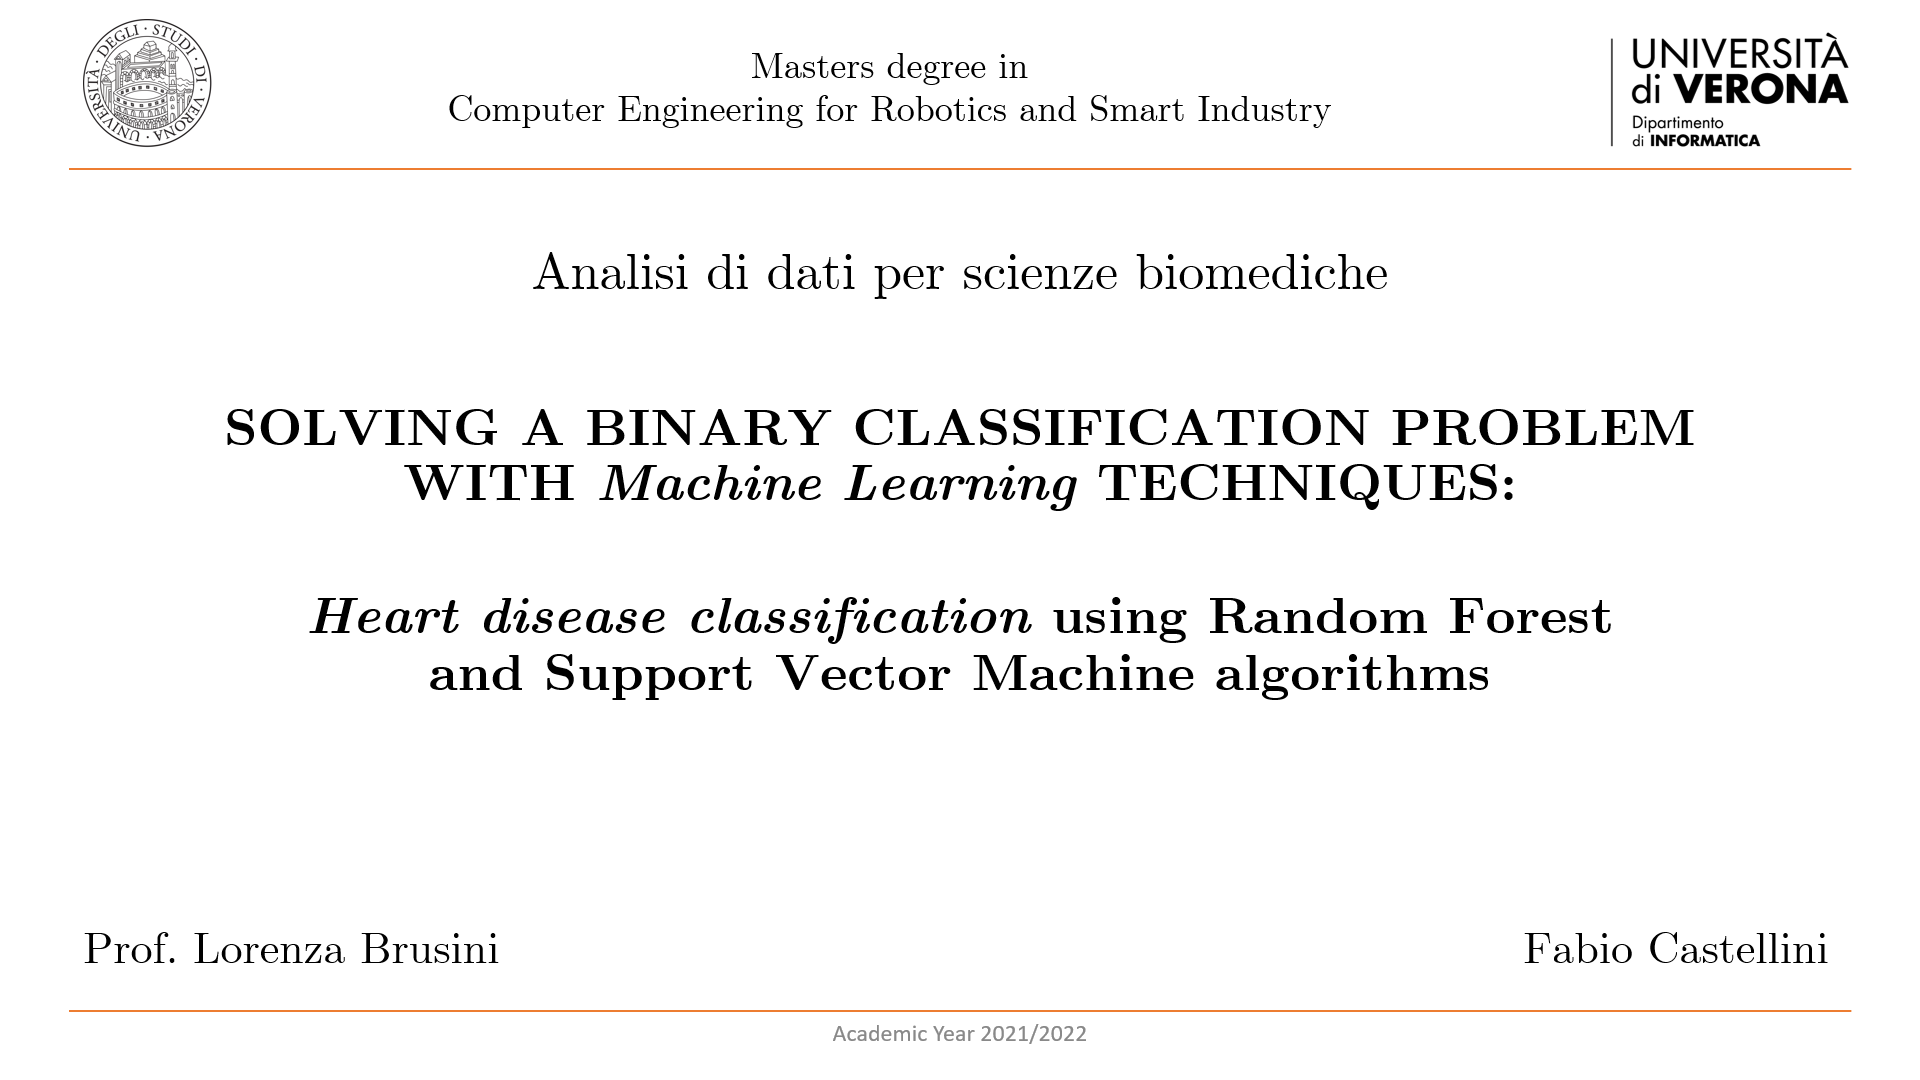 UNIVERSITÀ · DEGLI · STUDI · DI · VERONA ·
Masters degree in
Computer Engineering for Robotics and Smart Industry
UNIVERSITÀ
di VERONA
Dipartimento
di INFORMATICA
Analisi di dati per scienze biomediche
SOLVING A BINARY CLASSIFICATION PROBLEM
WITH Machine Learning TECHNIQUES:
Heart disease classification using Random Forest
and Support Vector Machine algorithms
Prof. Lorenza Brusini
Fabio Castellini
Academic Year 2021/2022